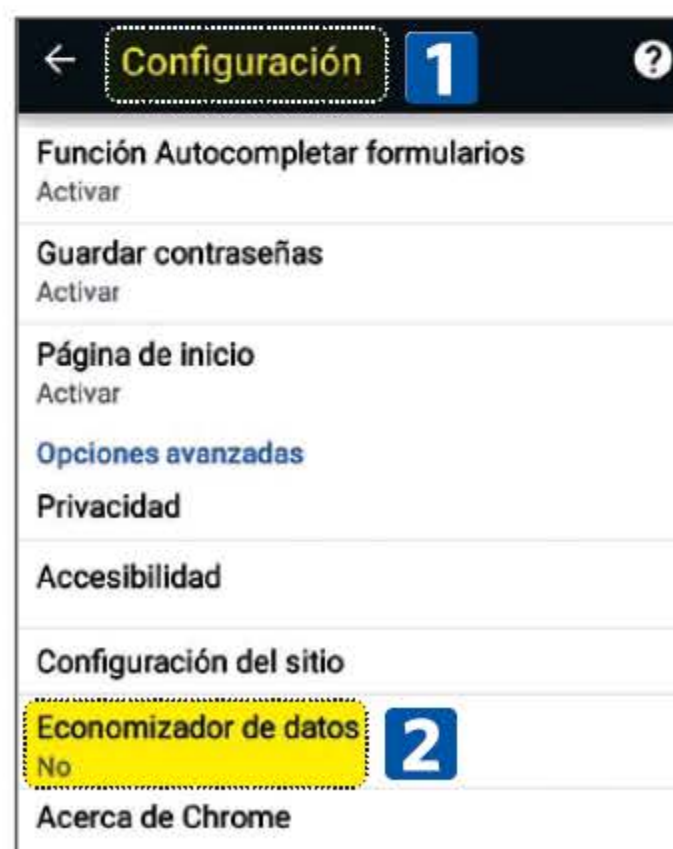 Configuración 1 ?
Función Autocompletar formularios
Activar
Guardar contraseñas
Activar
Página de inicio
Activar
Opciones avanzadas
Privacidad
Accesibilidad
Configuración del sitio
Economizador de datos 2
No
Acerca de Chrome